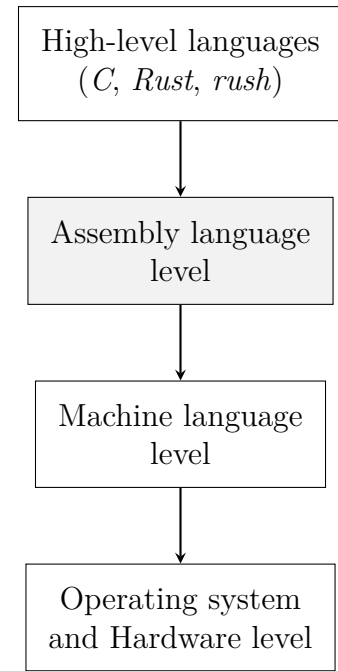 High-level languages
(C, Rust, rush)
Assembly language
level
Machine language
level
Operating system
and Hardware level